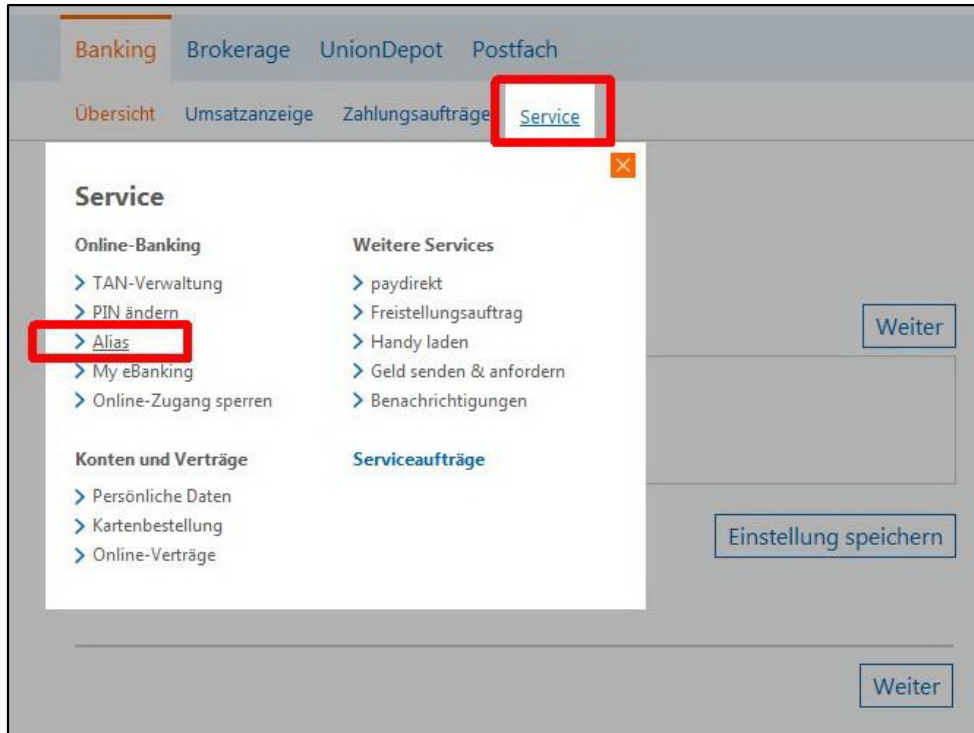 Banking Brokerage UnionDepot Postfach
Übersicht Umsatzanzeige Zahlungsaufträge Service
Service
Online-Banking
TAN-Verwaltung
PIN ändern
Alias
My eBanking
Online-Zugang sperren
Weitere Services
paydirekt
Freistellungsauftrag
Handy laden
Geld senden & anfordern
Benachrichtigungen
Konten und Verträge
Persönliche Daten
Kartenbestellung
Online-Verträge
Serviceaufträge
Weiter
Einstellung speichern
Weiter